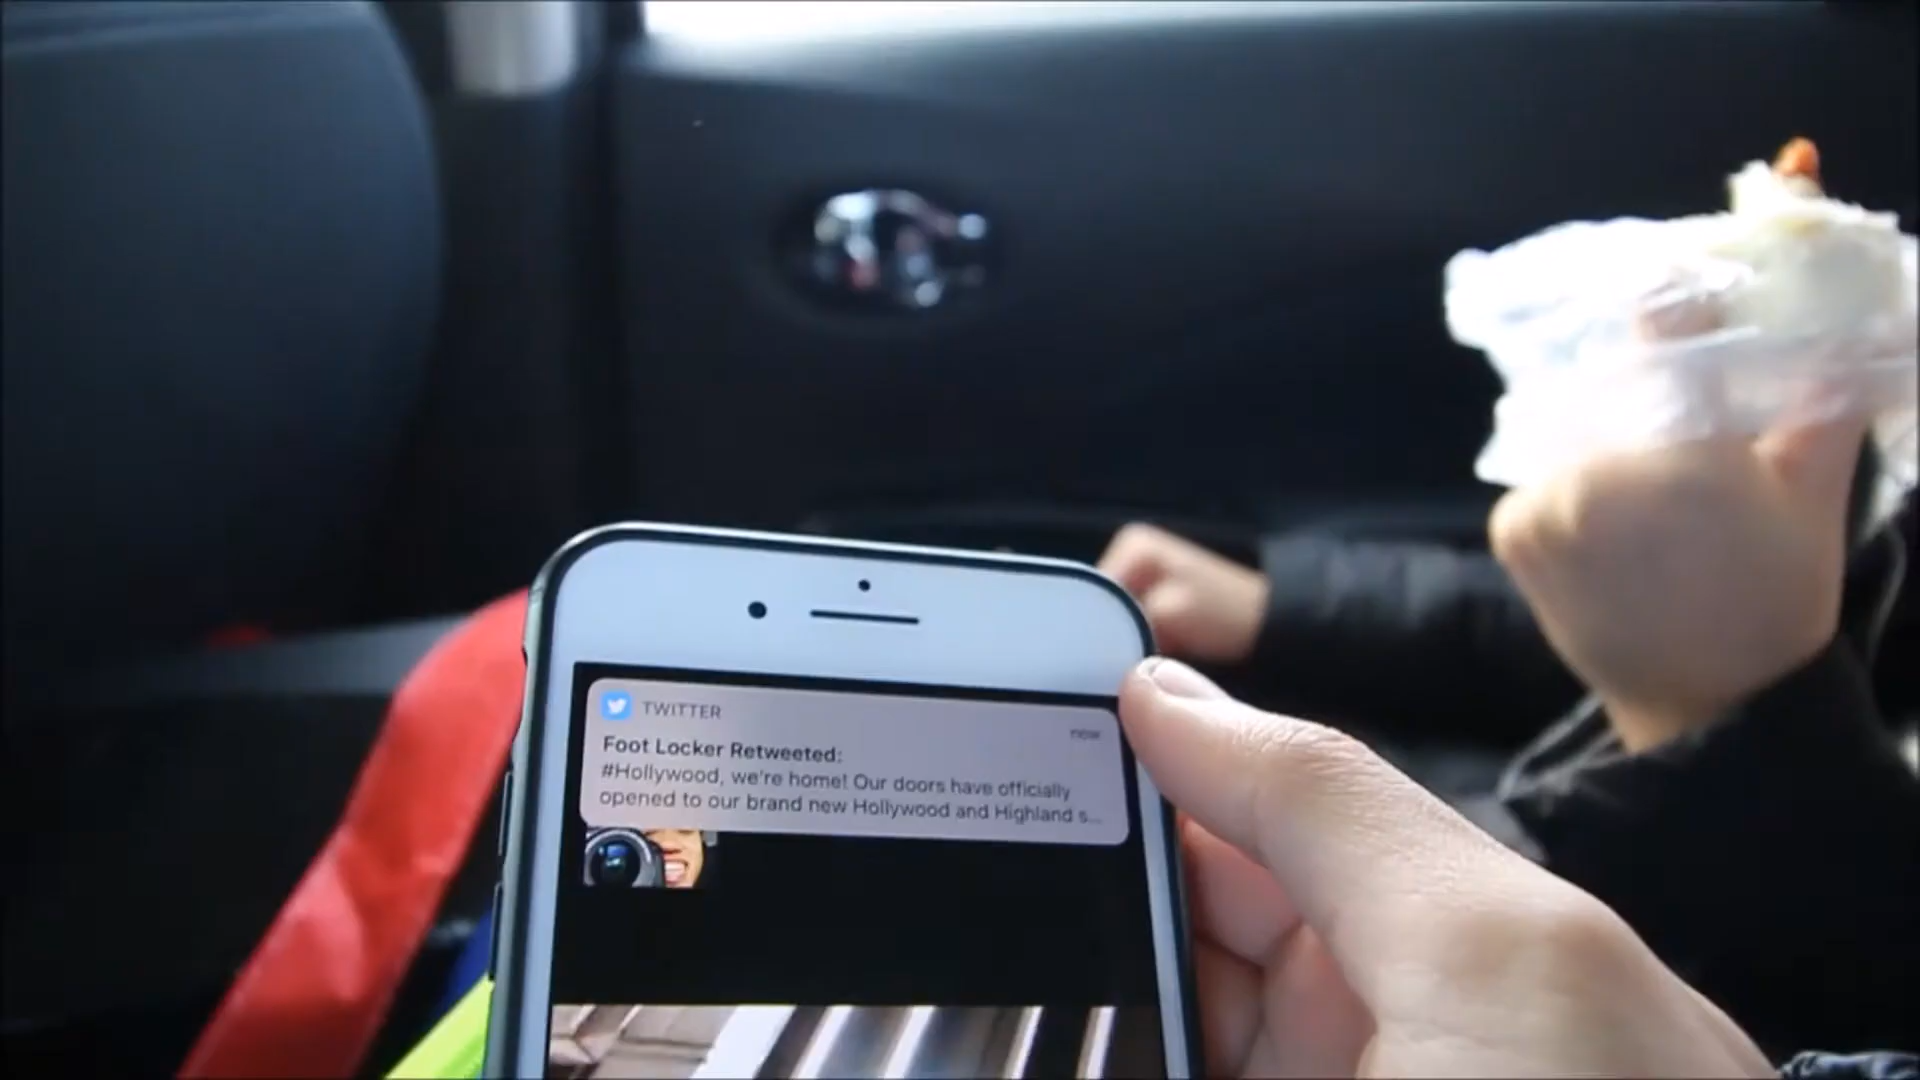 TWITTER
now
Foot Locker Retweeted:
#Hollywood, we're home! Our doors have officially
opened to our brand new Hollywood and Highland s...